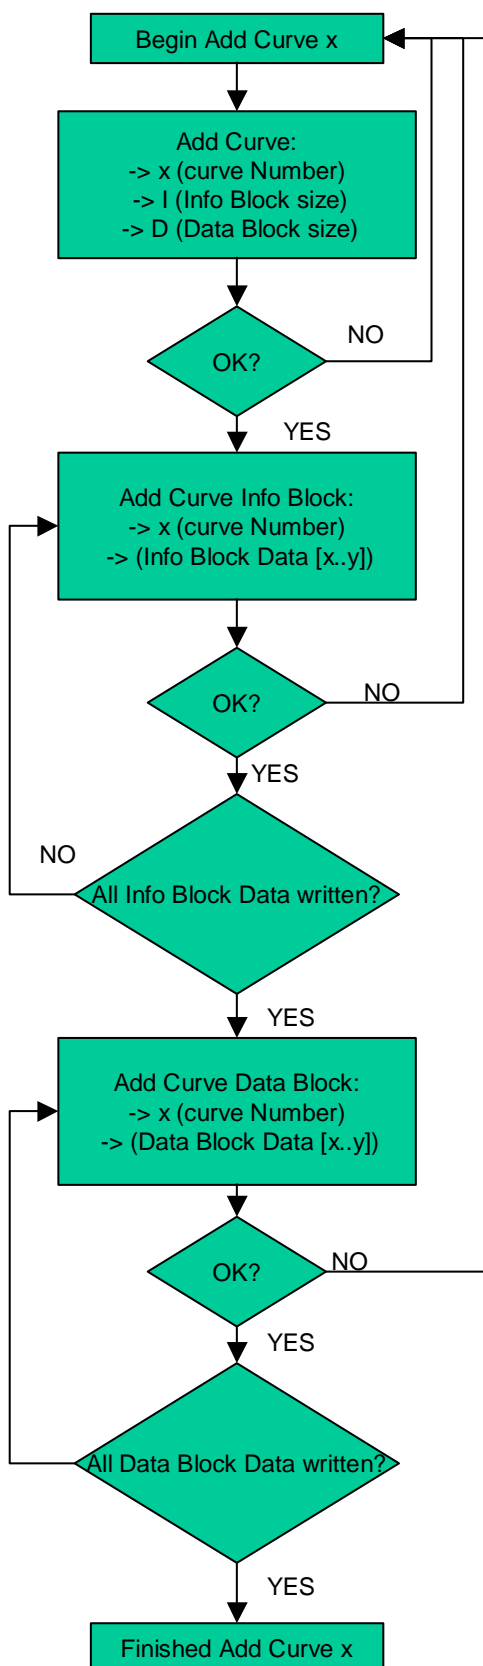 Begin Add Curve x
Add Curve:
-> x (curve Number)
-> I (Info Block size)
-> D (Data Block size)
NO
OK?
YES
Add Curve Info Block:
-> x (curve Number)
-> (Info Block Data [x..y])
OK?
NO
YES
NO
All Info Block Data written?
YES
Add Curve Data Block:
-> x (curve Number)
-> (Data Block Data [x..y])
OK?
NO
YES
All Data Block Data written?
YES
Finished Add Curve x